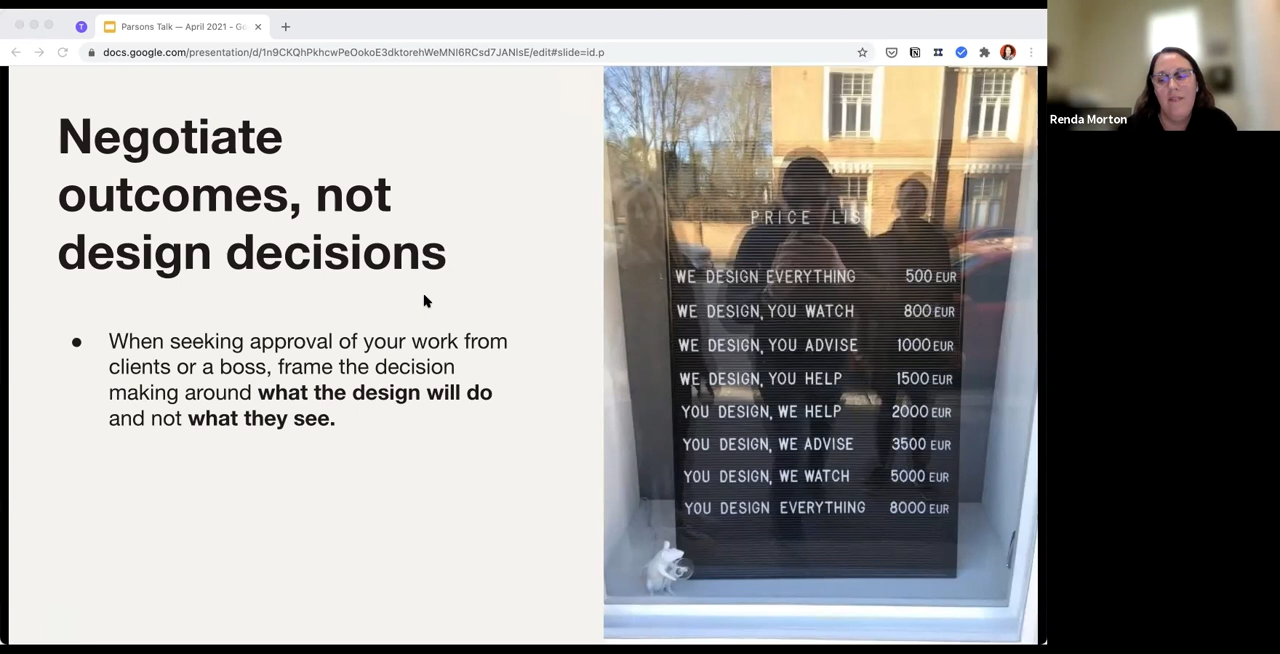 T
Parsons Talk — April 2021 - Go
docs.google.com/presentation/d/1n9CKQhPkhcwPeOokoE3dktorehWeMNI6RCsd7JANlsE/edit#slide=id.p
Renda Morton
Negotiate
outcomes, not
design decisions
● When seeking approval of your work from
clients or a boss, frame the decision
making around what the design will do
and not what they see.
PRICE LIS
WE DESIGN EVERYTHING 500 EUR
WE DESIGN, YOU WATCH 800 EUR
WE DESIGN, YOU ADVISE 1000 EUR
WE DESIGN, YOU HELP 1500 EUR
YOU DESIGN, WE HELP 2000 EUR
YOU DESIGN, WE ADVISE 3500 EUR
YOU DESIGN, WE WATCH 5000 EUR
YOU DESIGN EVERYTHING 8000 EUR